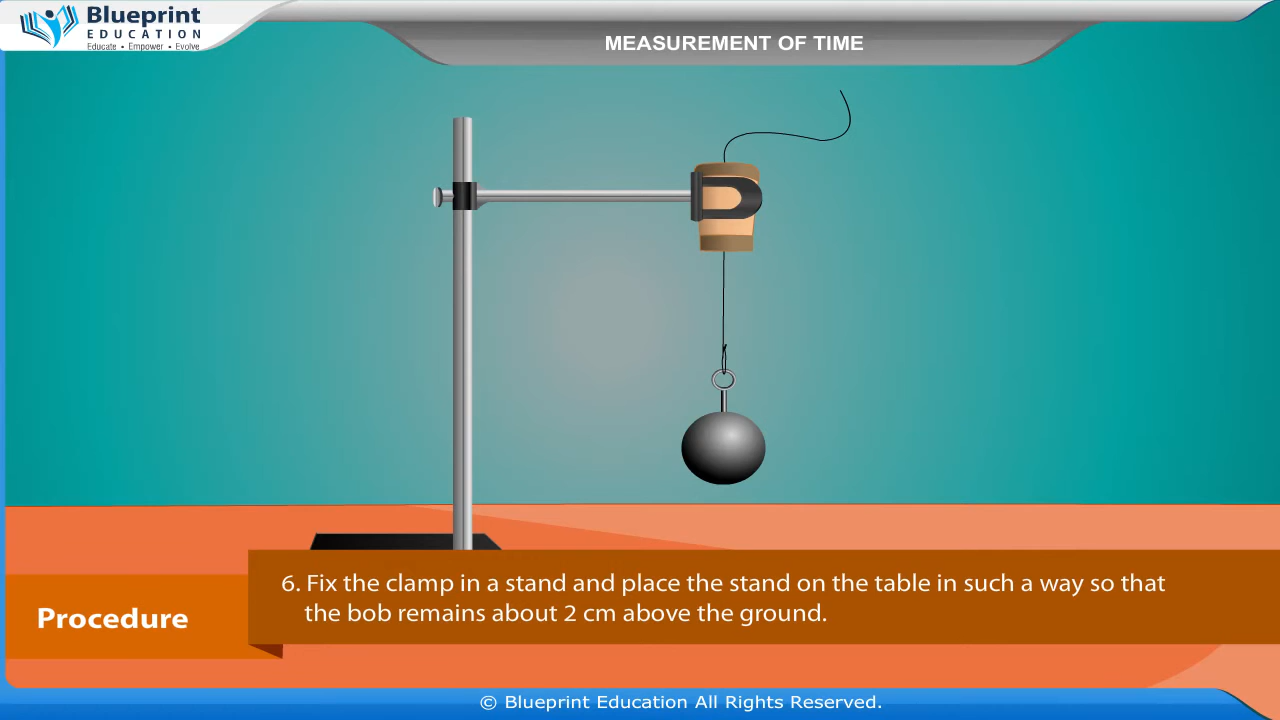 Blueprint
EDUCATION
Educate • Empower • Evolve
MEASUREMENT OF TIME
Procedure
6. Fix the clamp in a stand and place the stand on the table in such a way so that
the bob remains about 2 cm above the ground.
© Blueprint Education All Rights Reserved.